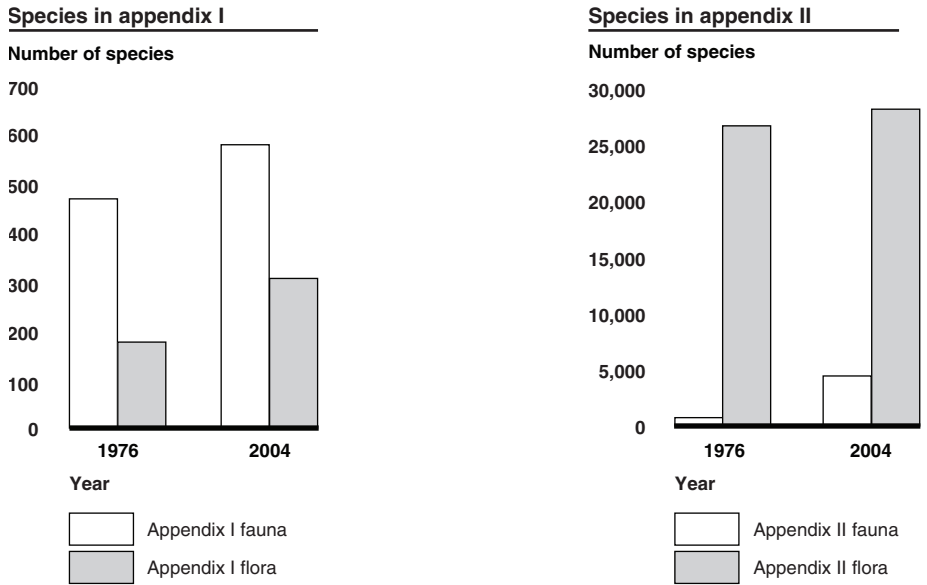 Species in appendix I
Number of species
700
600
500
400
300
200
100
0
1976 2004
Year
Appendix I fauna
Appendix I flora
Species in appendix II
Number of species
30,000
25,000
20,000
15,000
10,000
5,000
0
1976 2004
Year
Appendix II fauna
Appendix II flora